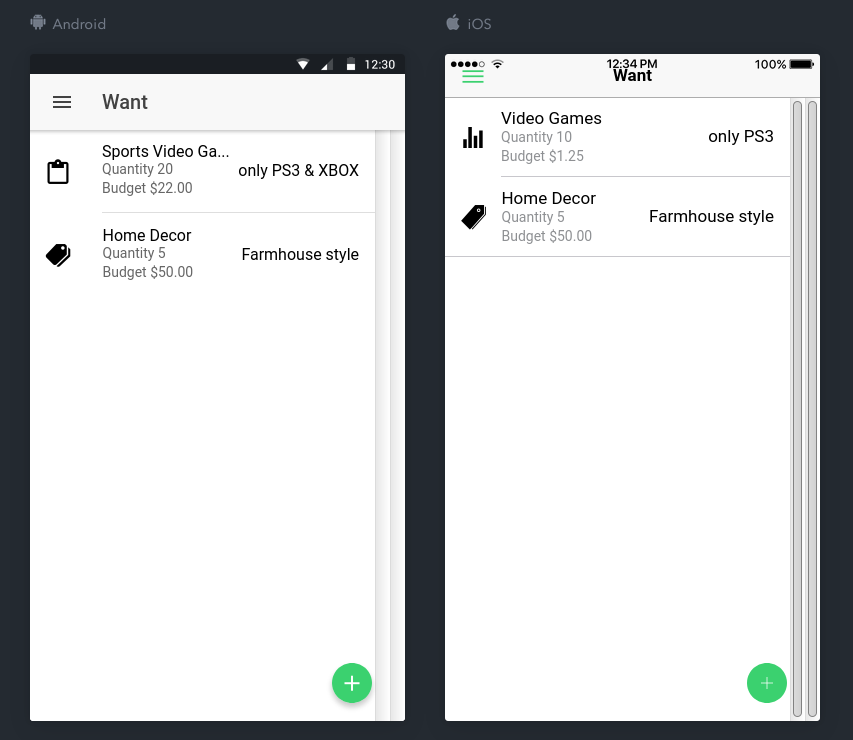 Android
12:30
Want
Sports Video Ga...
Quantity 20
Budget $22.00
only PS3 & XBOX
Home Decor
Quantity 5
Budget $50.00
Farmhouse style
iOS
12:34 PM
100%
Want
Video Games
Quantity 10
Budget $1.25
only PS3
Home Decor
Quantity 5
Budget $50.00
Farmhouse style